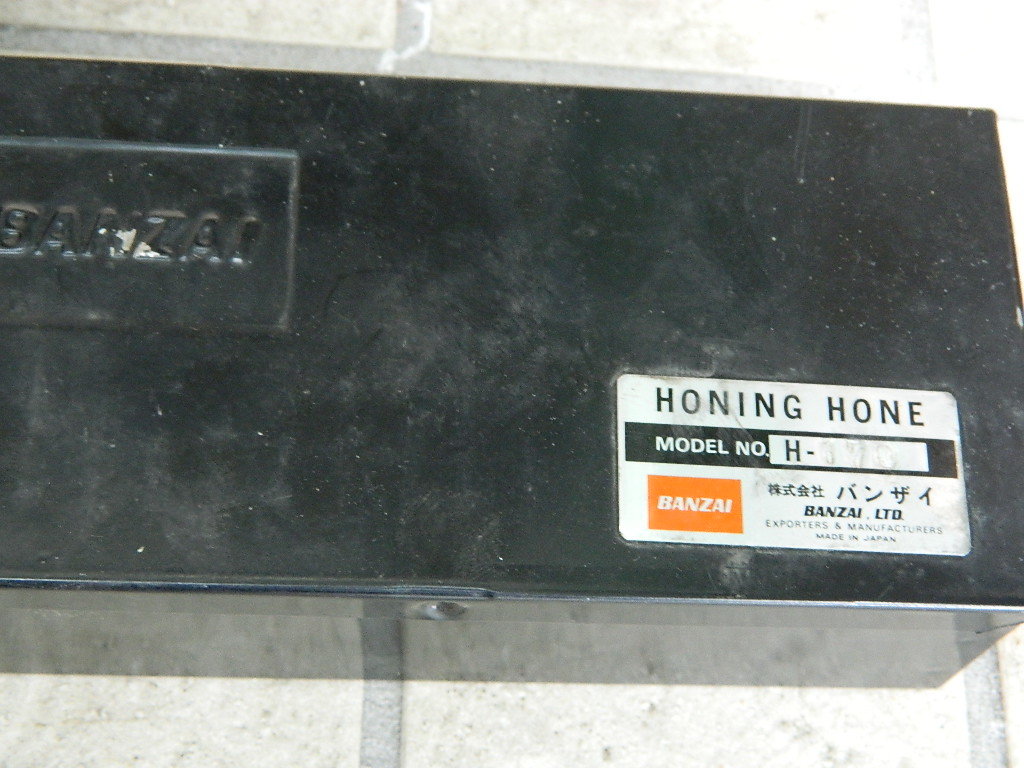 BANZAI
HONING HONE
MODEL NO. H-
BANZAI
株式会社 バンザイ
BANZAI, LTD.
EXPORTERS & MANUFACTURERS
MADE IN JAPAN